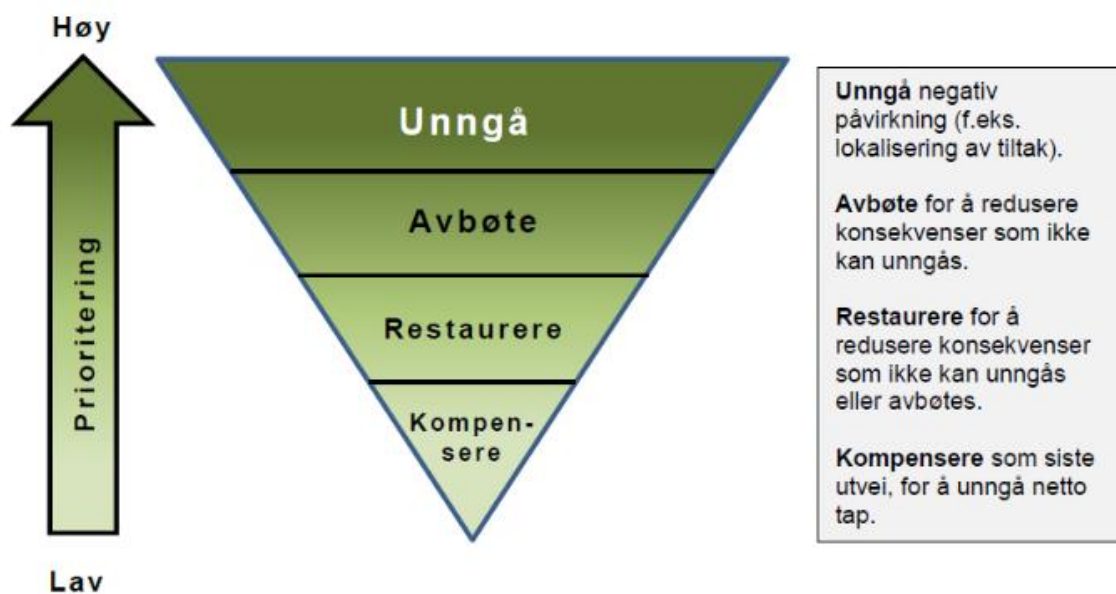 Høy
Prioritering
Lav
Unngå
Avbøte
Restaurere
Kompen-
sere
Unngå negativ
påvirkning (f.eks.
lokalisering av tiltak).
Avbøte for å redusere
konsekvenser som ikke
kan unngås.
Restaurere for å
redusere konsekvenser
som ikke kan unngås
eller avbøtes.
Kompensere som siste
utvei, for å unngå netto
tap.